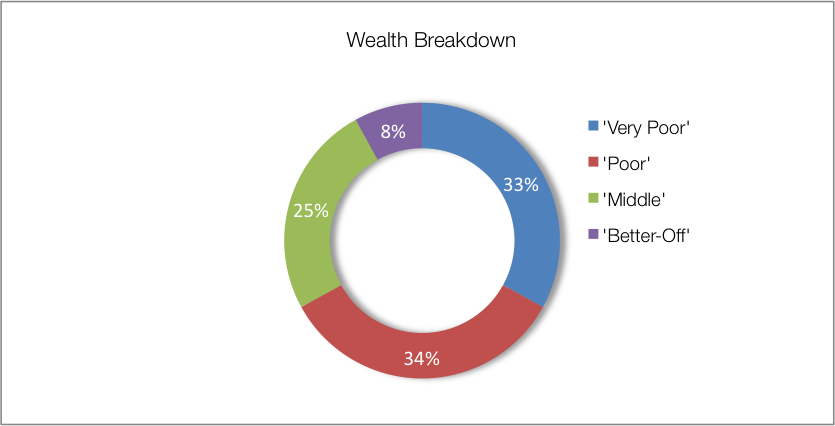 Wealth Breakdown
8%
33%
25%
34%
'Very Poor'
'Poor'
'Middle'
'Better-Off'